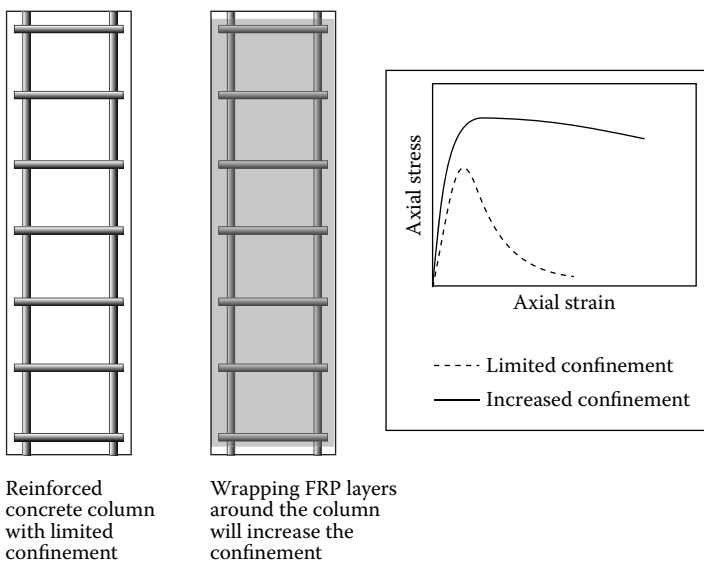 Reinforced
concrete column
with limited
confinement
Wrapping FRP layers
around the column
will increase the
confinement
Axial stress
Axial strain
Limited confinement
Increased confinement